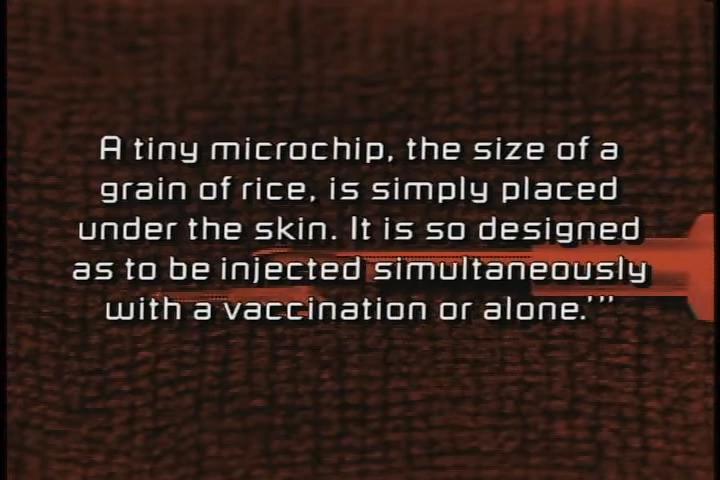 A tiny microchip, the size of a
grain of rice, is simply placed
under the skin. It is so designed
as to be injected simultaneously
with a vaccination or alone.'"